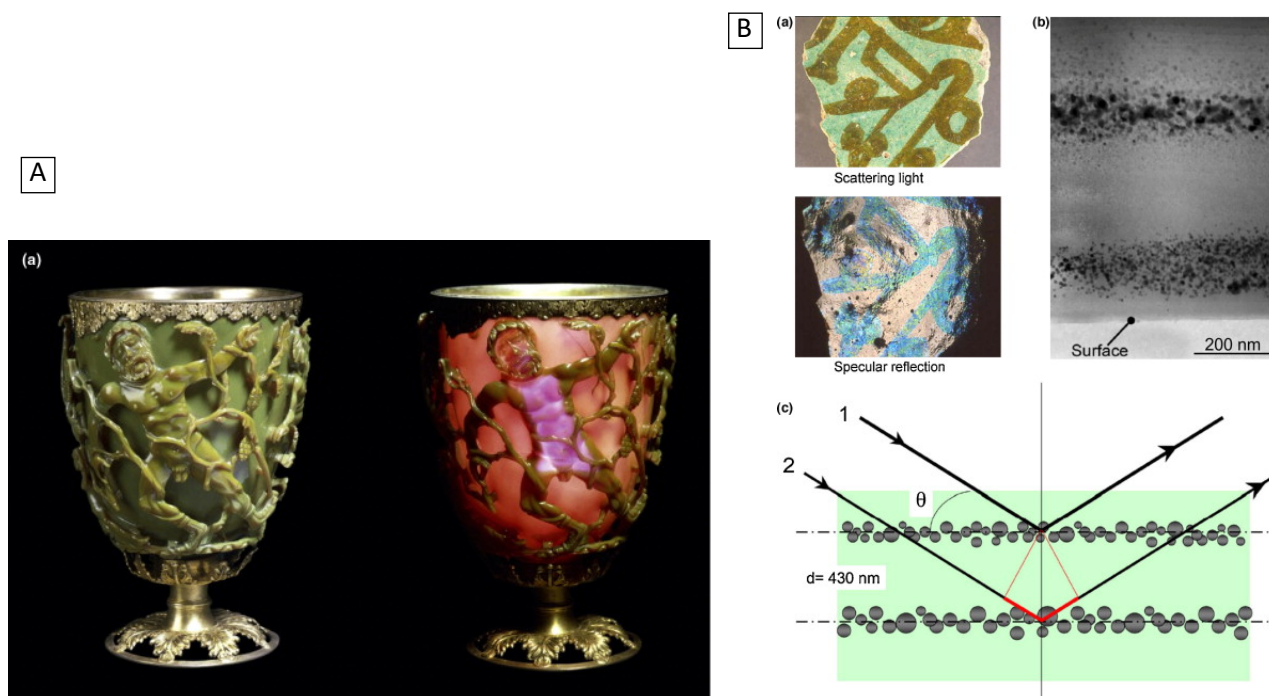 A
(a)
B
(a)
Scattering light
Specular reflection
(b)
Surface
200 nm
(c)
1
2
θ
d= 430 nm